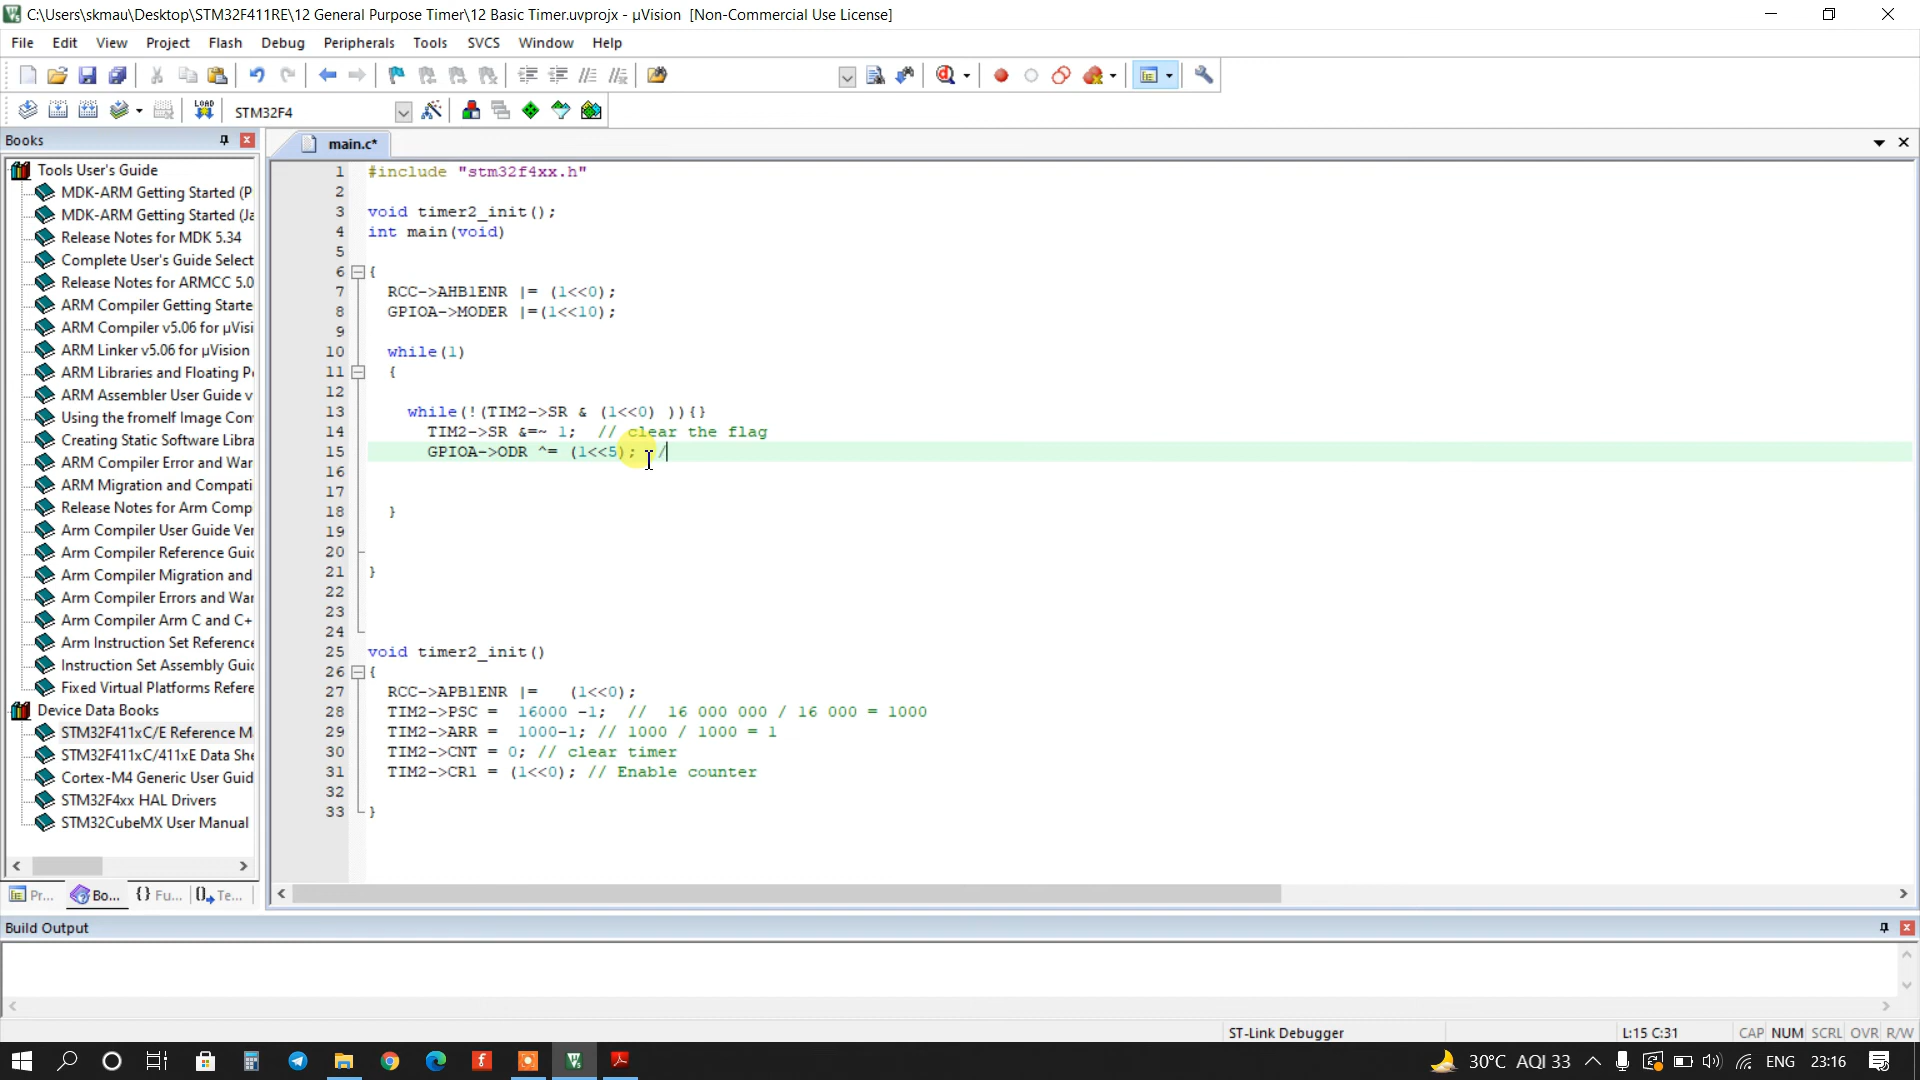 C:\Users\skmau\Desktop\STM32F411RE\12 General Purpose Timer\12 Basic Timer.uvprojx - µVision [Non-Commercial Use License]
File Edit View Project Flash Debug Peripherals Tools SVCS Window Help
LOAD STM32F4
Books
main.c*
Tools User's Guide
MDK-ARM Getting Started (P
MDK-ARM Getting Started (Ja
Release Notes for MDK 5.34
Complete User's Guide Select
Release Notes for ARMCC 5.0
ARM Compiler Getting Starte
ARM Compiler v5.06 for µVisi
ARM Linker v5.06 for µVision
ARM Libraries and Floating P
ARM Assembler User Guide v
Using the fromelf Image Con
Creating Static Software Libra
ARM Compiler Error and War
ARM Migration and Compati
Release Notes for Arm Comp
Arm Compiler User Guide Ver
Arm Compiler Reference Guid
Arm Compiler Migration and
Arm Compiler Errors and War
Arm Compiler Arm C and C+
Arm Instruction Set Reference
Instruction Set Assembly Guid
Fixed Virtual Platforms Refere
Device Data Books
STM32F411xC/E Reference M
STM32F411xC/411xE Data She
Cortex-M4 Generic User Guid
STM32F4xx HAL Drivers
STM32CubeMX User Manual
Pr... Bo... {} Fu... Te...
1 #include "stm32f4xx.h"
2
3 void timer2_init();
4 int main(void)
5
6 {
7 RCC->AHB1ENR |= (1<<0);
8 GPIOA->MODER |=(1<<10);
9
10 while(1)
11 {
12
13 while(!(TIM2->SR & (1<<0) )){}
14 TIM2->SR &=~ 1; // clear the flag
15 GPIOA->ODR ^= (1<<5); //
16
17
18 }
19
20
21 }
22
23
24
25 void timer2_init()
26 {
27 RCC->APB1ENR |= (1<<0);
28 TIM2->PSC = 16000 -1; // 16 000 000 / 16 000 = 1000
29 TIM2->ARR = 1000-1; // 1000 / 1000 = 1
30 TIM2->CNT = 0; // clear timer
31 TIM2->CR1 = (1<<0); // Enable counter
32
33 }
Build Output
ST-Link Debugger L:15 C:31 CAP NUM SCRL OVR R/W
30°C AQI 33 ENG 23:16